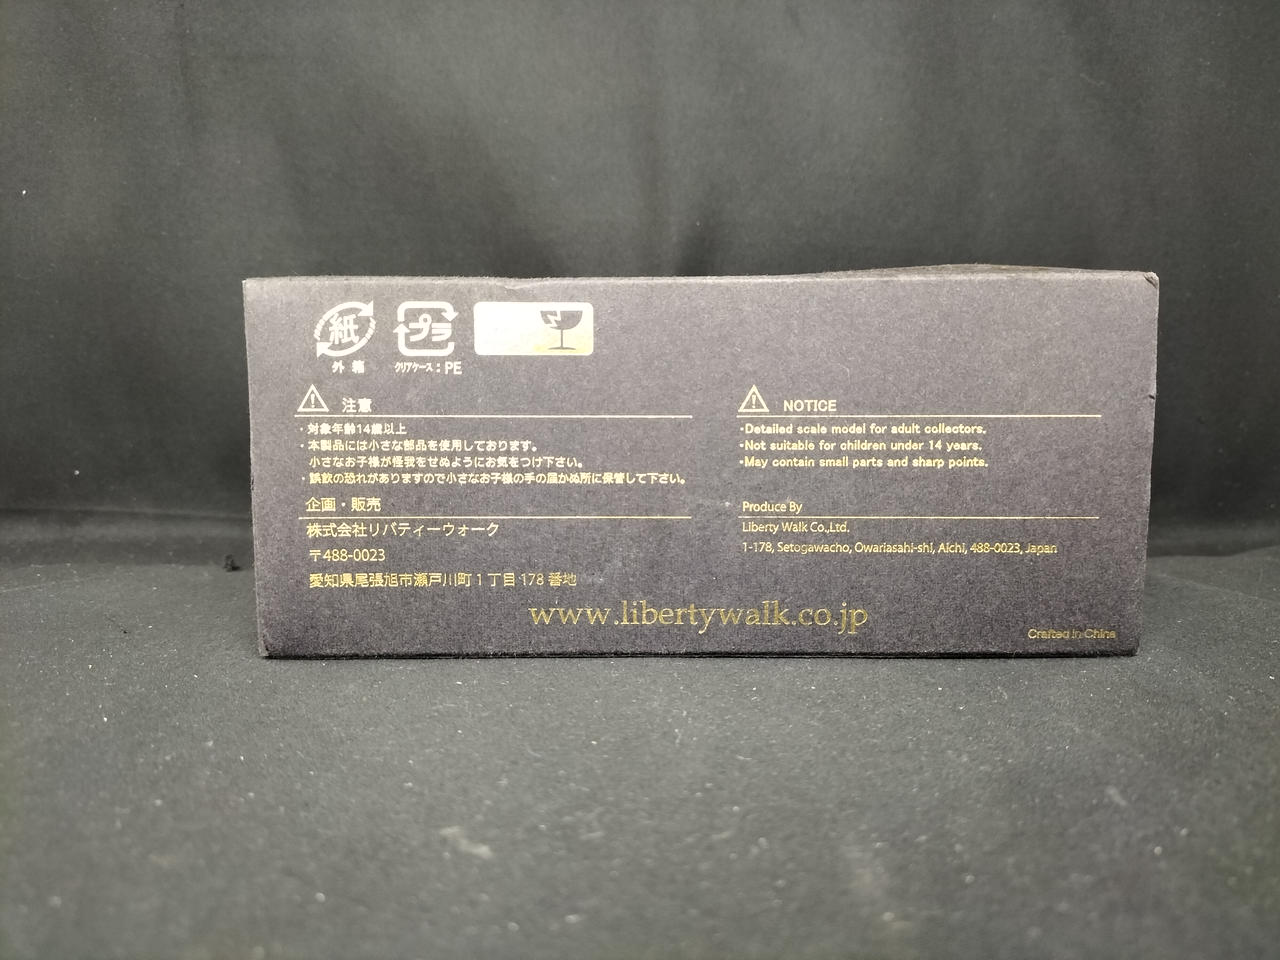 紙
プラ
外箱
クリアケース：PE
注意
・対象年齢14歳以上
・本製品には小さな部品を使用しております。
小さなお子様が怪我をせぬようにお気をつけ下さい。
・誤飲の恐れがありますので小さなお子様の手の届かぬ所に保管して下さい。
企画・販売
株式会社リバティーウォーク
〒488-0023
愛知県尾張旭市瀬戸川町1丁目178番地
NOTICE
・Detailed scale model for adult collectors.
・Not suitable for children under 14 years.
・May contain small parts and sharp points.
Produce By
Liberty Walk Co.,Ltd.
1-178, Setogawacho, Owariasahi-shi, Aichi, 488-0023, Japan
www.libertywalk.co.jp
Crafted in China